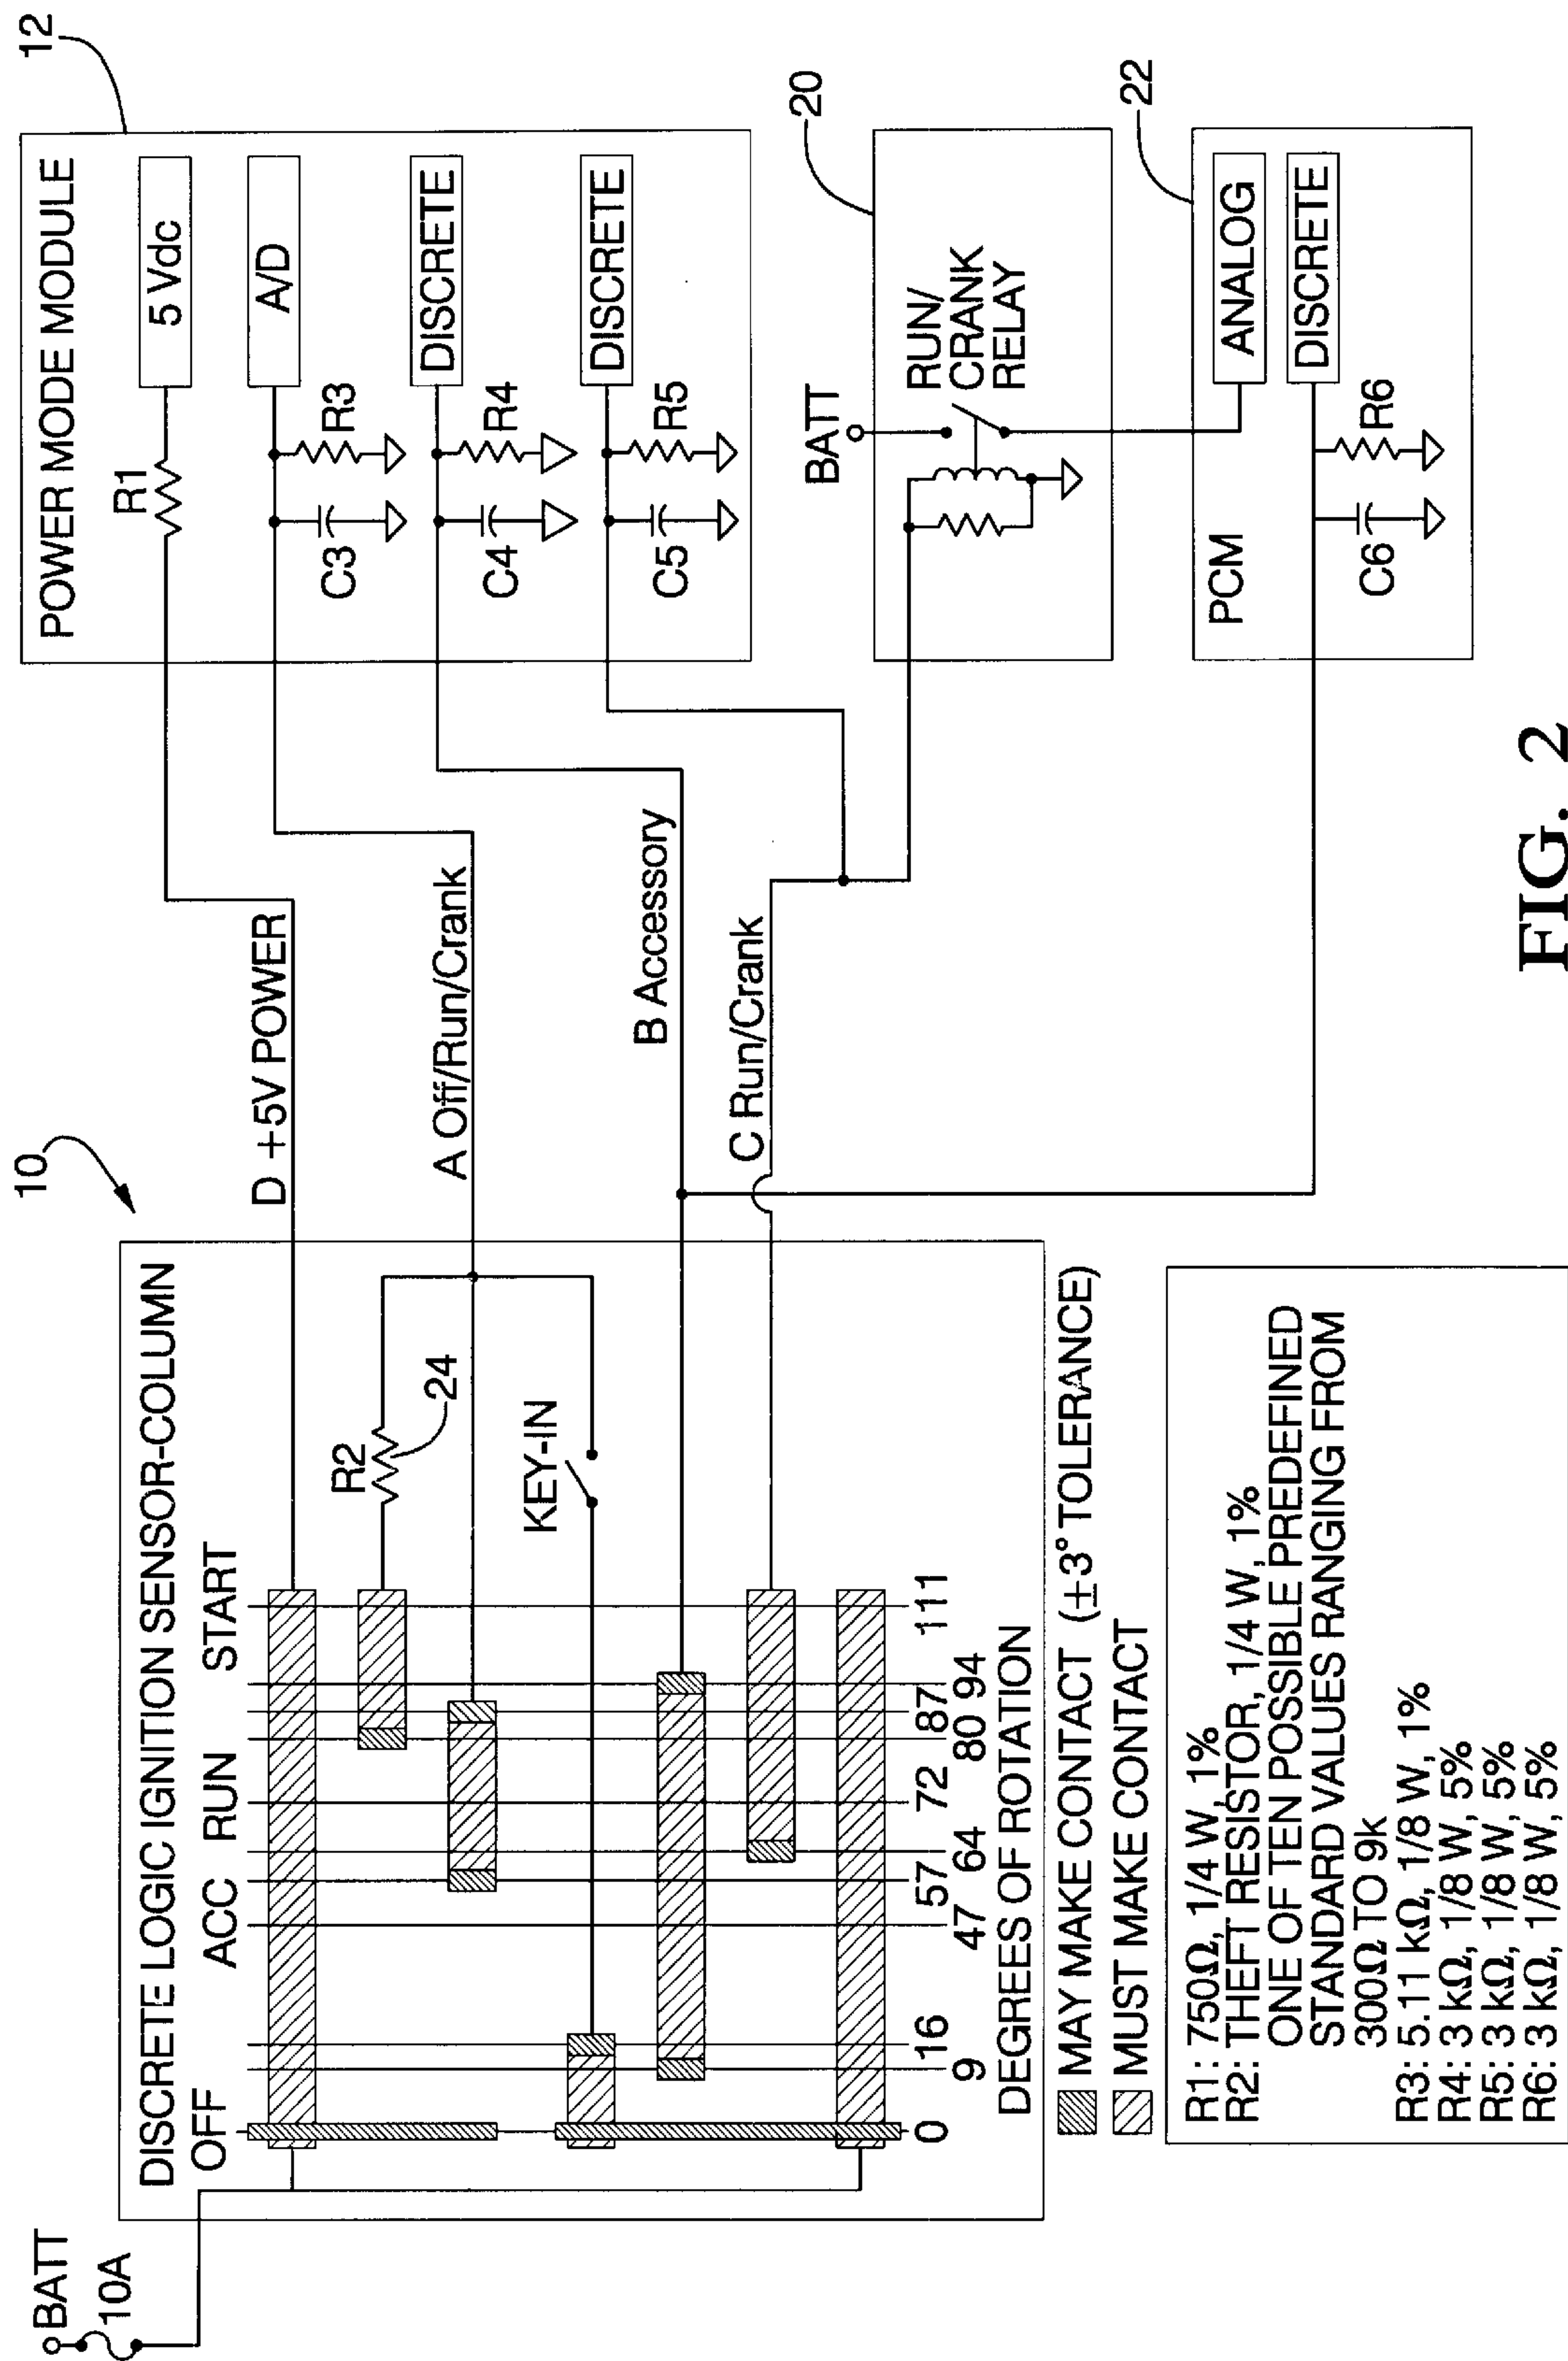 BATT
10A
10
DISCRETE LOGIC IGNITION SENSOR-COLUMN
OFF
ACC
RUN
START
R2
24
KEY-IN
0
9
16
47
57
64
72
80
87
94
111
DEGREES OF ROTATION
MAY MAKE CONTACT (±3° TOLERANCE)
MUST MAKE CONTACT
D +5V POWER
A Off/Run/Crank
B Accessory
C Run/Crank
12
POWER MODE MODULE
R1
5 Vdc
A/D
C3
R3
DISCRETE
C4
R4
DISCRETE
C5
R5
20
BATT
RUN/
CRANK
RELAY
22
PCM
ANALOG
DISCRETE
C6
R6
R1: 750Ω, 1/4 W, 1%
R2: THEFT RESISTOR, 1/4 W, 1%
ONE OF TEN POSSIBLE PREDEFINED
STANDARD VALUES RANGING FROM
300Ω TO 9k
R3: 5.11 kΩ, 1/8 W, 1%
R4: 3 kΩ, 1/8 W, 5%
R5: 3 kΩ, 1/8 W, 5%
R6: 3 kΩ, 1/8 W, 5%
FIG. 2